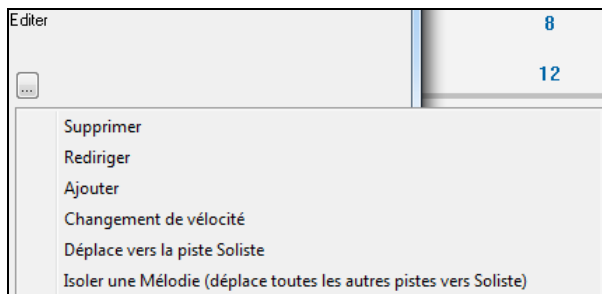 Editer
8
12
...
Supprimer
Rediriger
Ajouter
Changement de vélocité
Déplace vers la piste Soliste
Isoler une Mélodie (déplace toutes les autres pistes vers Soliste)